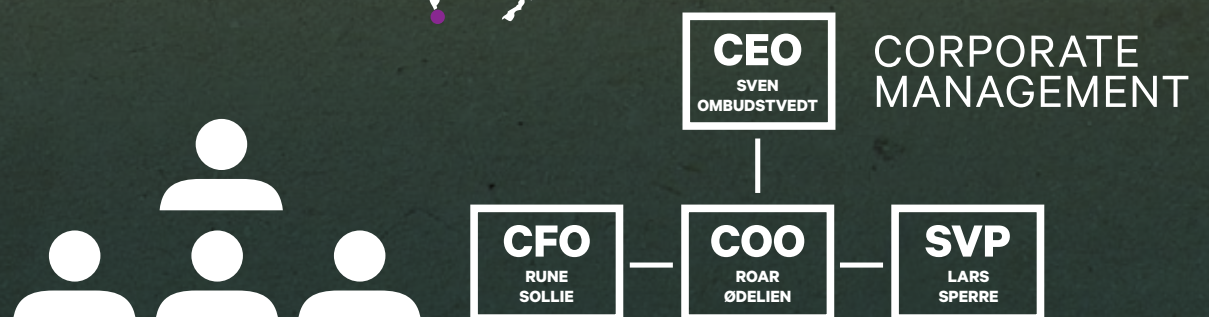 CEO
SVEN
OMBUDSTVEDT
CORPORATE
MANAGEMENT
CFO
RUNE
SOLLIE
COO
ROAR
ØDELIEN
SVP
LARS
SPERRE